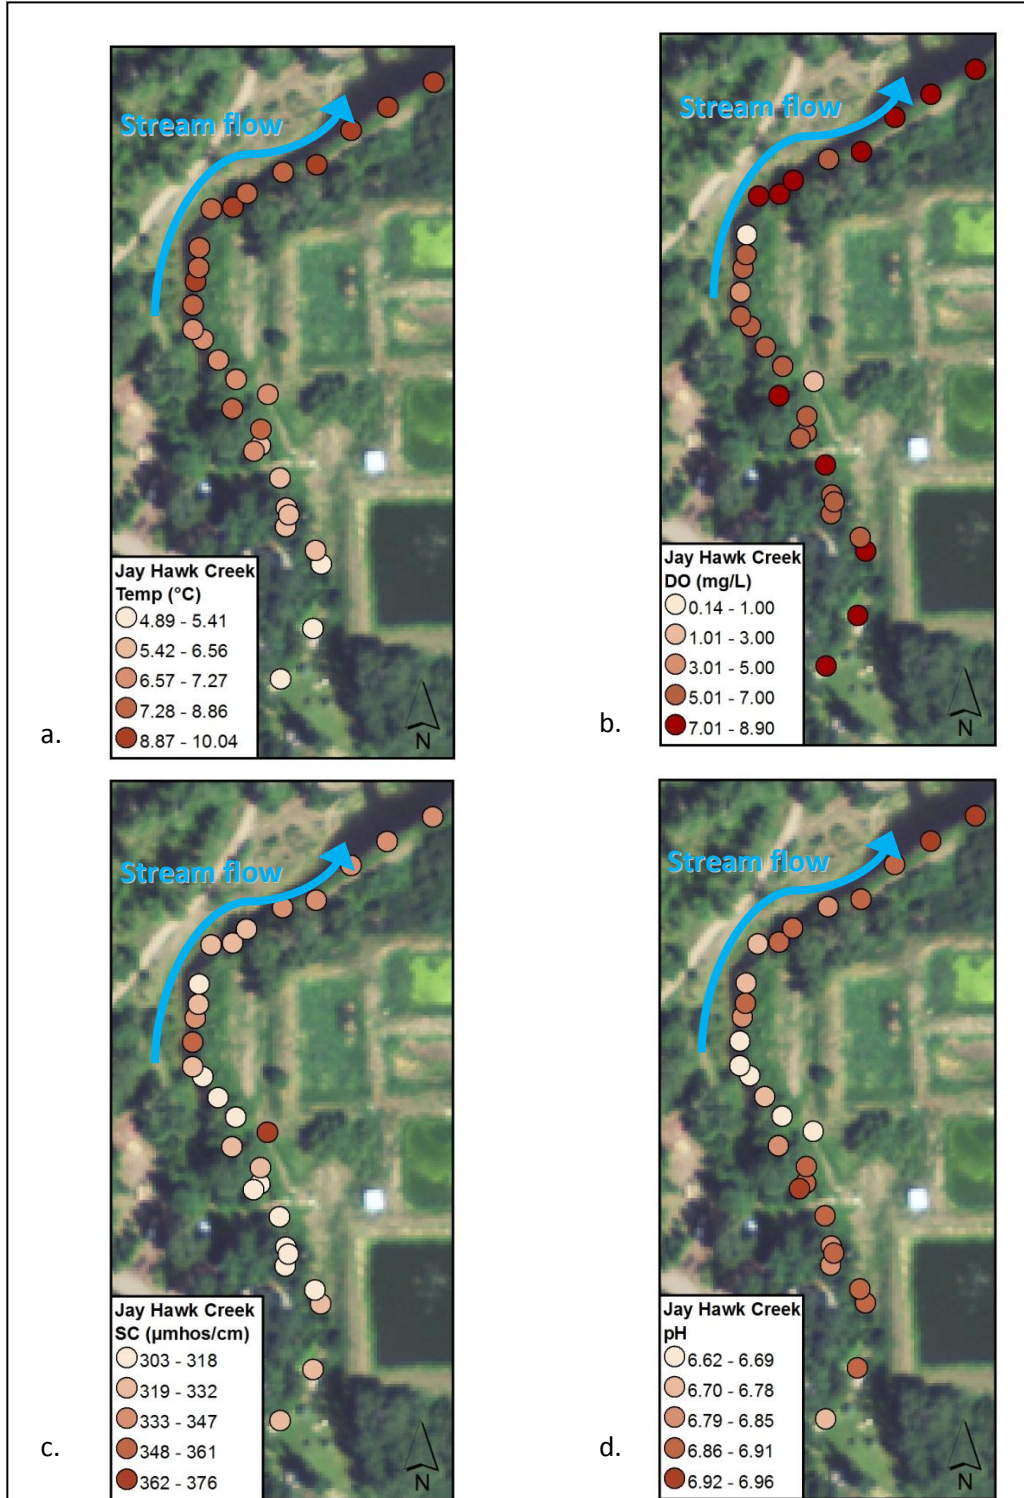 Stream flow
Jay Hawk Creek
Temp (°C)
4.89 - 5.41
5.42 - 6.56
6.57 - 7.27
7.28 - 8.86
8.87 - 10.04
N
a.
Stream flow
Jay Hawk Creek
DO (mg/L)
0.14 - 1.00
1.01 - 3.00
3.01 - 5.00
5.01 - 7.00
7.01 - 8.90
N
b.
Stream flow
Jay Hawk Creek
SC (µmhos/cm)
303 - 318
319 - 332
333 - 347
348 - 361
362 - 376
N
c.
Stream flow
Jay Hawk Creek
pH
6.62 - 6.69
6.70 - 6.78
6.79 - 6.85
6.86 - 6.91
6.92 - 6.96
N
d.